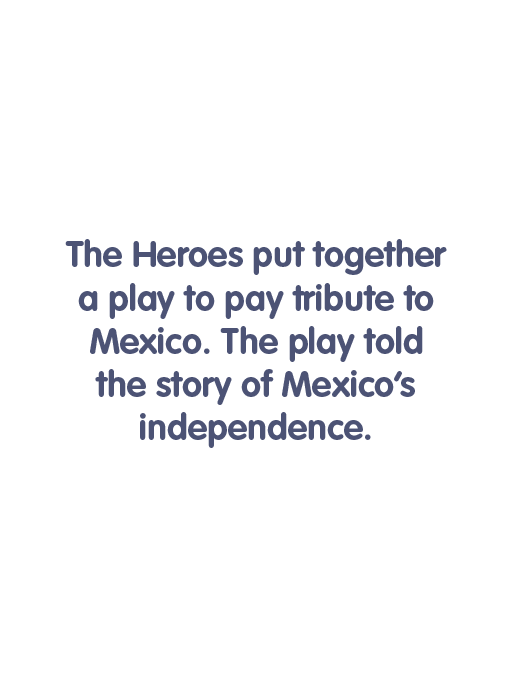 The Heroes put together
a play to pay tribute to
Mexico. The play told
the story of Mexico's
independence.